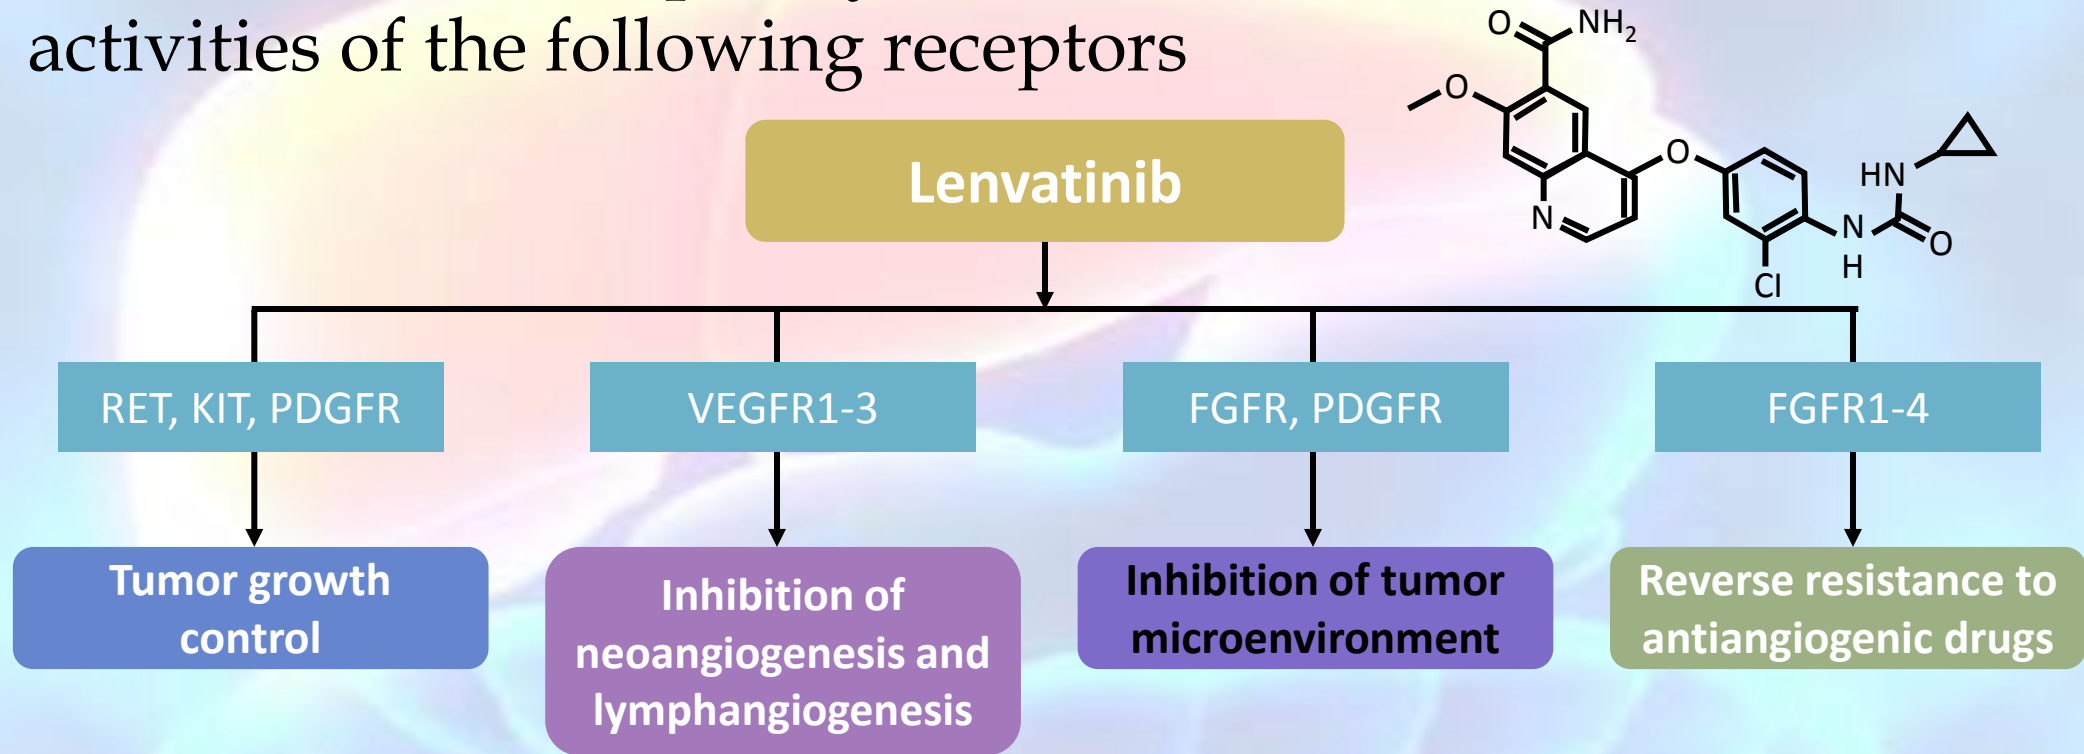 activities of the following receptors
O
NH2
O
Lenvatinib
O
HN
N
N
H
O
Cl
RET, KIT, PDGFR
VEGFR1-3
FGFR, PDGFR
FGFR1-4
Tumor growth
control
Inhibition of
neoangiogenesis and
lymphangiogenesis
Inhibition of tumor
microenvironment
Reverse resistance to
antiangiogenic drugs